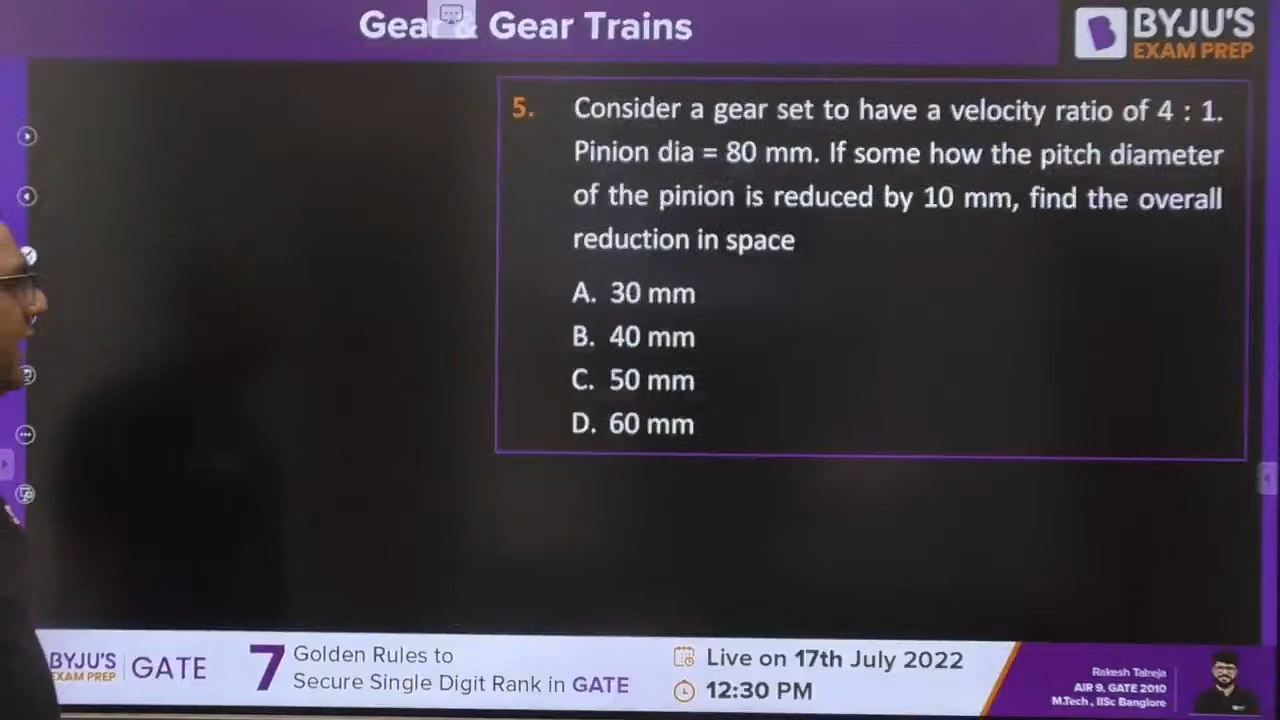 Gear & Gear Trains
BYJU'S
EXAM PREP
5. Consider a gear set to have a velocity ratio of 4 : 1.
Pinion dia = 80 mm. If some how the pitch diameter
of the pinion is reduced by 10 mm, find the overall
reduction in space
A. 30 mm
B. 40 mm
C. 50 mm
D. 60 mm
BYJU'S
EXAM PREP
GATE
7 Golden Rules to
Secure Single Digit Rank in GATE
Live on 17th July 2022
12:30 PM
Rakesh Talreja
AIR 9, GATE 2010
M.Tech, IISc Banglore